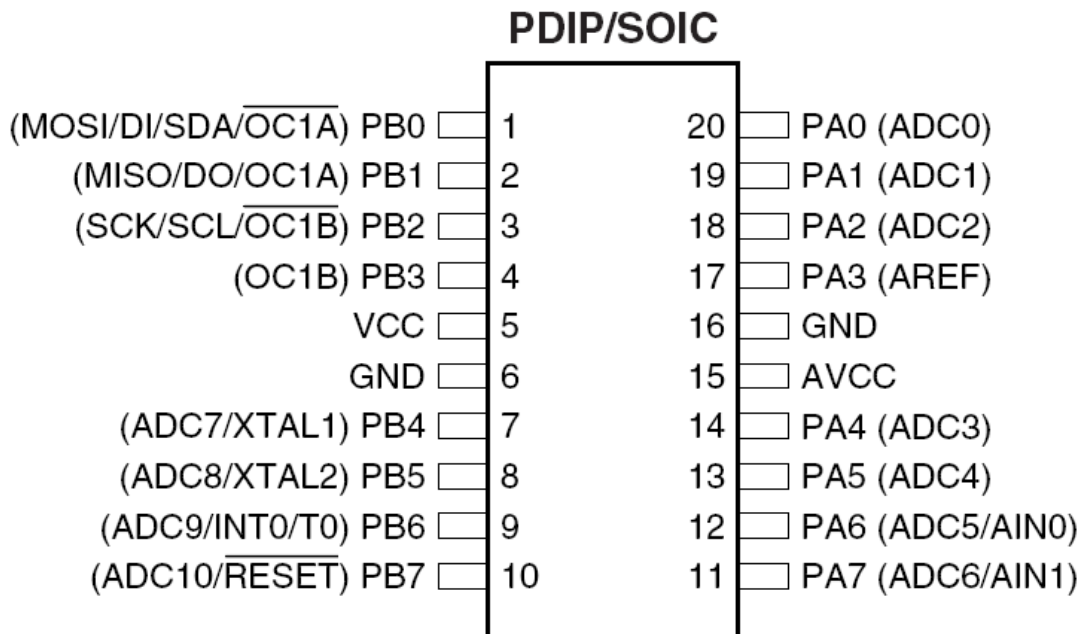 PDIP/SOIC
(MOSI/DI/SDA/O̅C̅1̅A̅) PB0 1 20 PA0 (ADC0)
(MISO/DO/OC1A) PB1 2 19 PA1 (ADC1)
(SCK/SCL/O̅C̅1̅B̅) PB2 3 18 PA2 (ADC2)
(OC1B) PB3 4 17 PA3 (AREF)
VCC 5 16 GND
GND 6 15 AVCC
(ADC7/XTAL1) PB4 7 14 PA4 (ADC3)
(ADC8/XTAL2) PB5 8 13 PA5 (ADC4)
(ADC9/INT0/T0) PB6 9 12 PA6 (ADC5/AIN0)
(ADC10/R̅E̅S̅E̅T̅) PB7 10 11 PA7 (ADC6/AIN1)